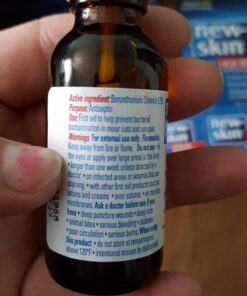 Active ingredient: Benzethonium Chloride 0.2%
Purpose: Antiseptic
Use: First aid to help prevent bacterial
contamination in minor cuts and scrapes.
Warnings: For external use only. Flammable.
Keep away from fire or flame. Do not use • in
the eyes or apply over large areas of the body
• longer than one week unless directed by a
doctor • on infected areas or wounds that are
draining • with other first aid products such as
lotions and creams • over sutures • on mucous
membranes. Ask a doctor before use if you
have • deep puncture wounds • deep cuts
• animal bites • serious bleeding • diabetes
• poor circulation • serious burns. When using
this product • do not store at temperatures
above 120°F • intentional misuse by deliberately
new
skin